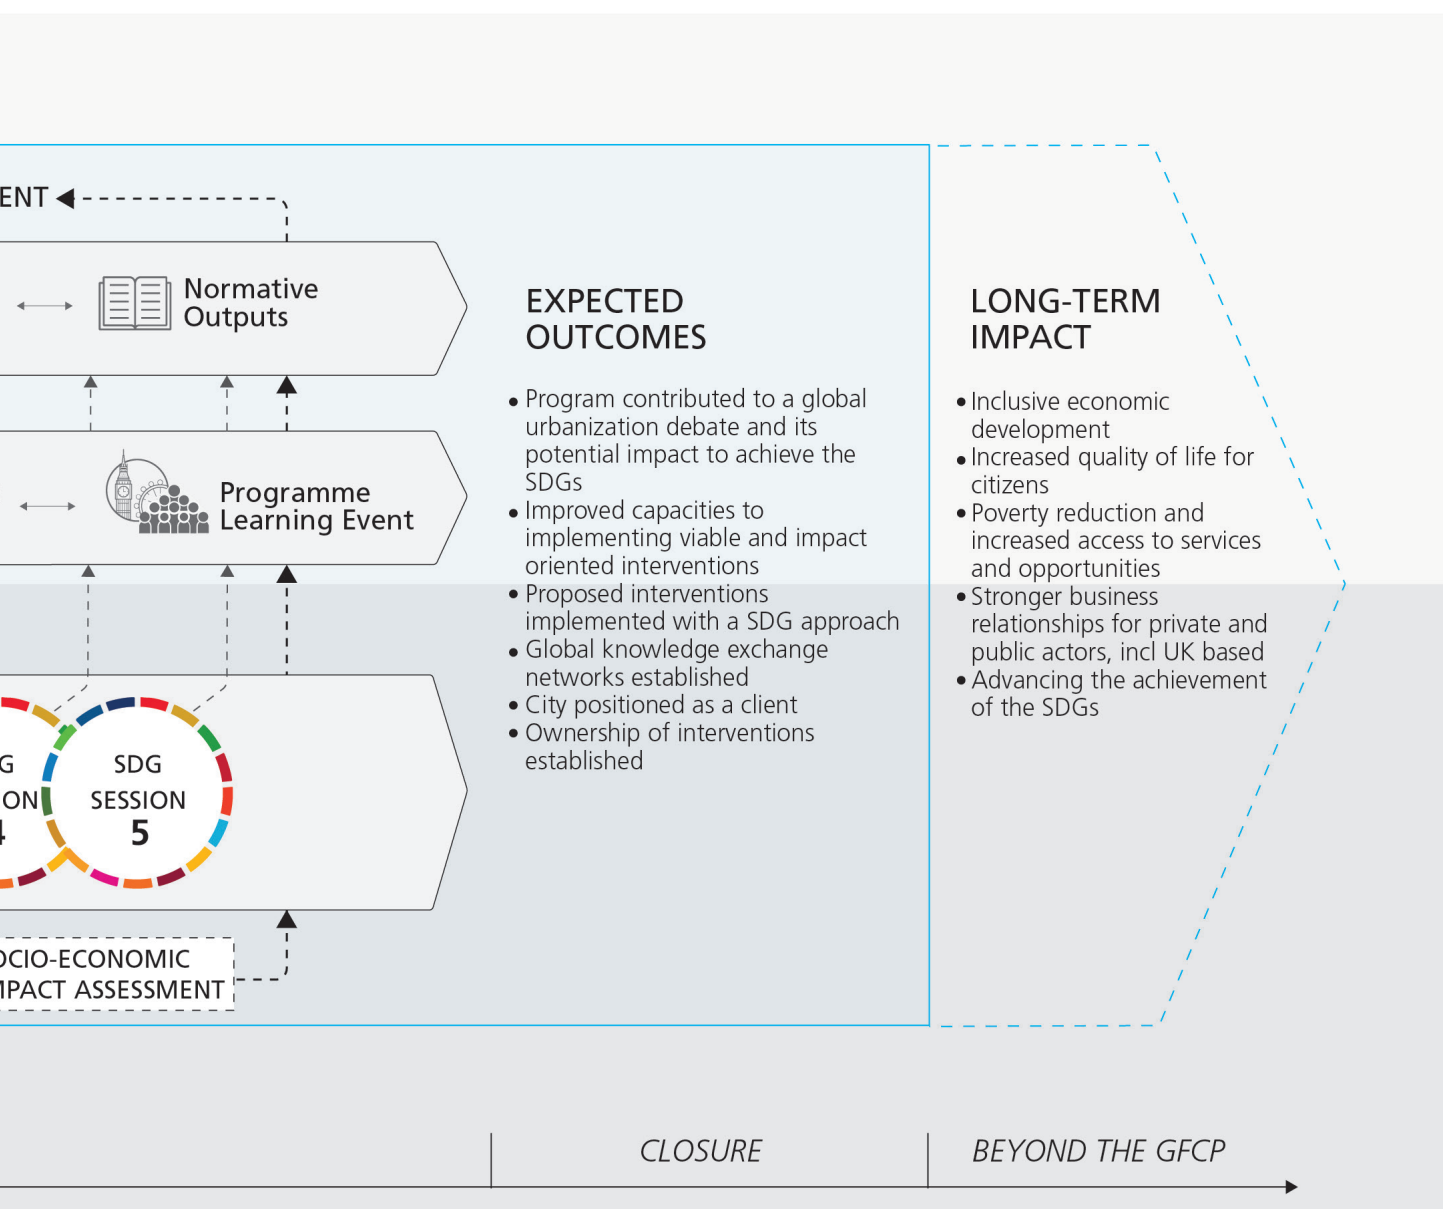 ENT
Normative
Outputs
Programme
Learning Event
G
ON
4
SDG
SESSION
5
OCIO-ECONOMIC
MPACT ASSESSMENT
EXPECTED
OUTCOMES
• Program contributed to a global
urbanization debate and its
potential impact to achieve the
SDGs
• Improved capacities to
implementing viable and impact
oriented interventions
• Proposed interventions
implemented with a SDG approach
• Global knowledge exchange
networks established
• City positioned as a client
• Ownership of interventions
established
LONG-TERM
IMPACT
• Inclusive economic
development
• Increased quality of life for
citizens
• Poverty reduction and
increased access to services
and opportunities
• Stronger business
relationships for private and
public actors, incl UK based
• Advancing the achievement
of the SDGs
CLOSURE
BEYOND THE GFCP